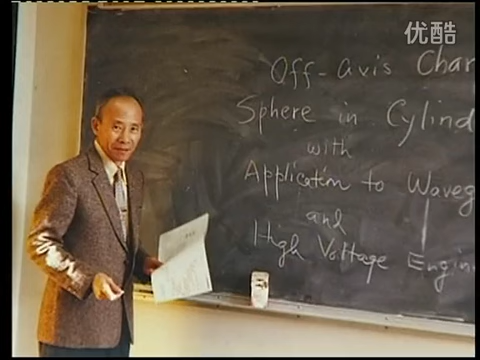 优酷
Off-axis Char
Sphere in Cylind
with
Application to Waveg
and
High Voltage Engin